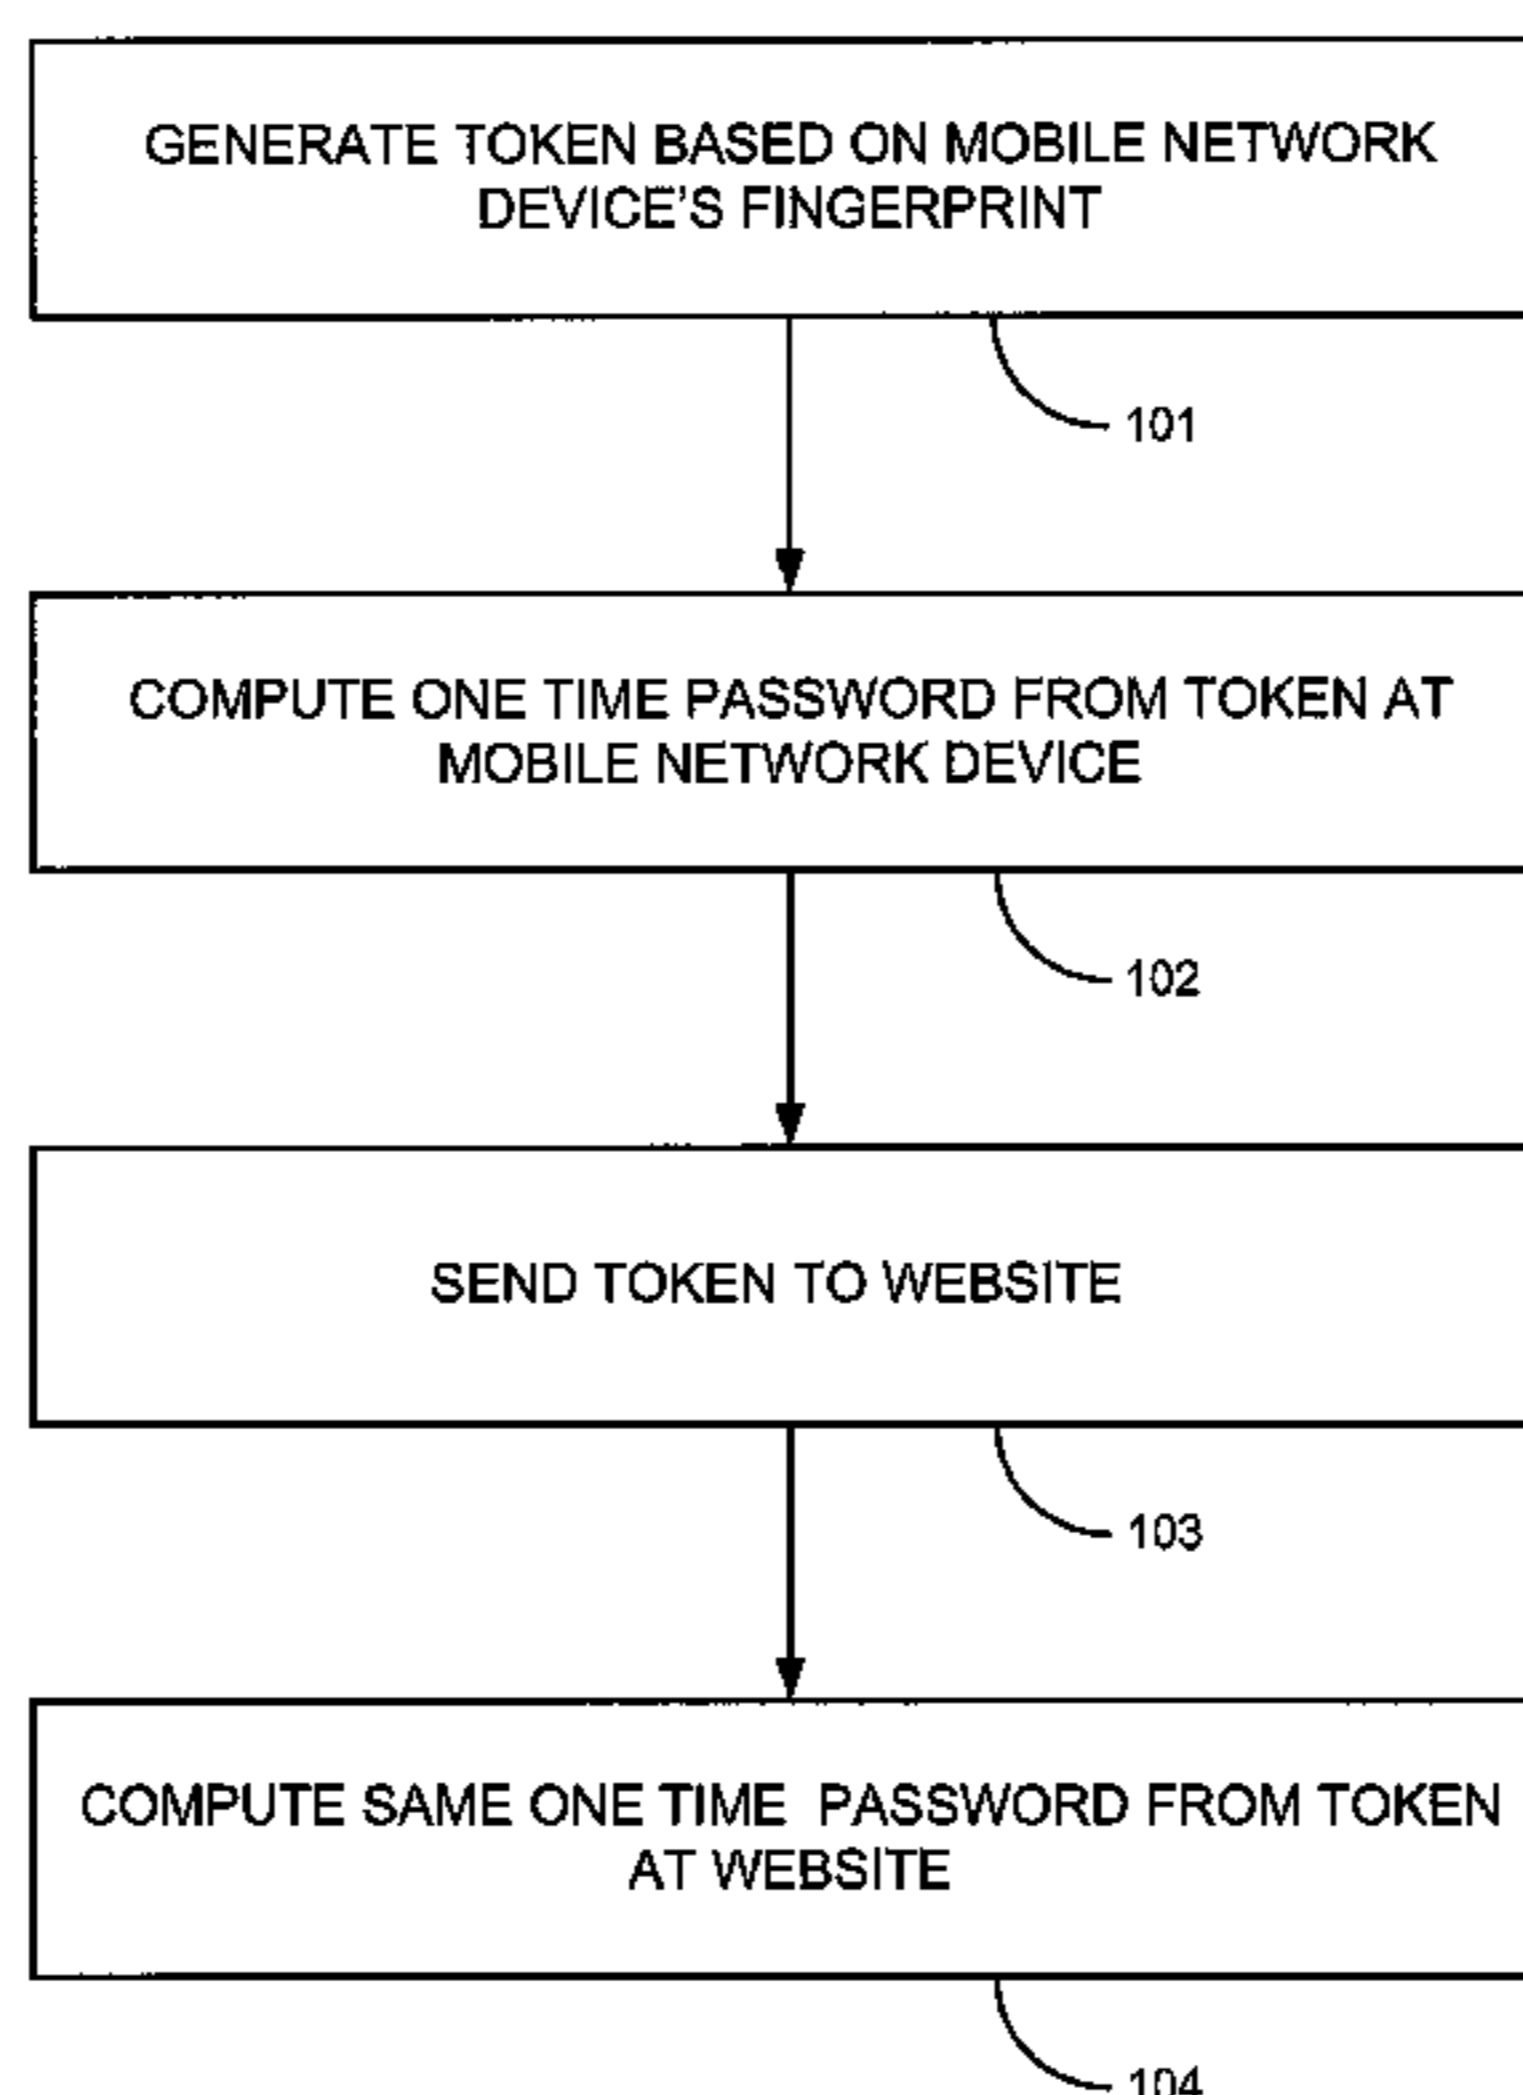 GENERATE TOKEN BASED ON MOBILE NETWORK
DEVICE'S FINGERPRINT
101
COMPUTE ONE TIME PASSWORD FROM TOKEN AT
MOBILE NETWORK DEVICE
102
SEND TOKEN TO WEBSITE
103
COMPUTE SAME ONE TIME PASSWORD FROM TOKEN
AT WEBSITE
104